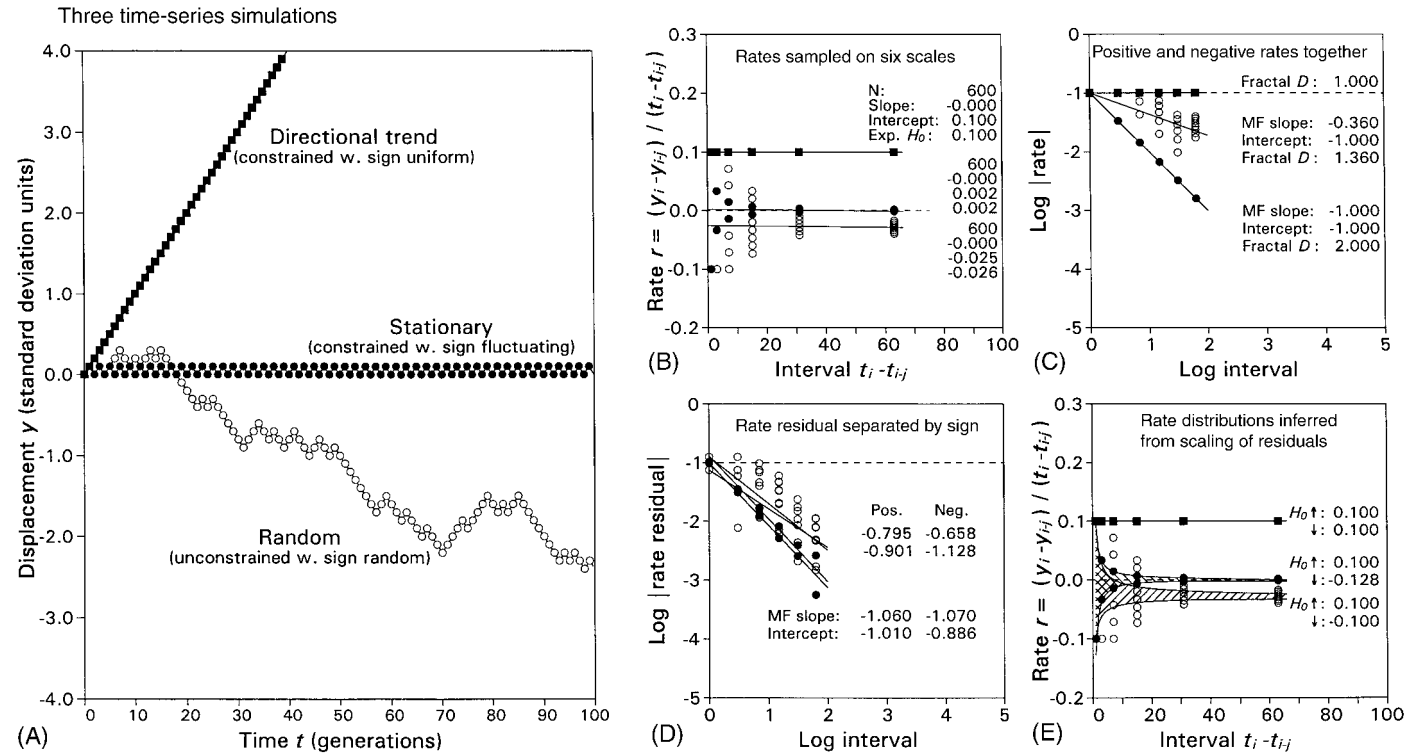 Three time-series simulations
4.0
3.0
2.0
1.0
0.0
-1.0
-2.0
-3.0
-4.0
Displacement y (standard deviation units)
Directional trend
(constrained w. sign uniform)
Stationary
(constrained w. sign fluctuating)
Random
(unconstrained w. sign random)
0 10 20 30 40 50 60 70 80 90 100
Time t (generations)
(A)
0.3
0.2
0.1
0.0
-0.1
-0.2
Rate r = (yi-yi-j) / (ti-ti-j)
Rates sampled on six scales
N: 600
Slope: -0.000
Intercept: 0.100
Exp. H0: 0.100
600
-0.000
0.002
0.002
600
-0.000
-0.025
-0.026
0 20 40 60 80 100
Interval ti-ti-j
(B)
0
-1
-2
-3
-4
-5
Log |rate|
Positive and negative rates together
Fractal D: 1.000
MF slope: -0.360
Intercept: -1.000
Fractal D: 1.360
MF slope: -1.000
Intercept: -1.000
Fractal D: 2.000
0 1 2 3 4 5
Log interval
(C)
0
-1
-2
-3
-4
-5
Log |rate residual|
Rate residual separated by sign
Pos. Neg.
-0.795 -0.658
-0.901 -1.128
MF slope: -1.060 -1.070
Intercept: -1.010 -0.886
0 1 2 3 4 5
Log interval
(D)
0.3
0.2
0.1
0.0
-0.1
-0.2
Rate r = (yi-yi-j) / (ti-ti-j)
Rate distributions inferred
from scaling of residuals
H0↑: 0.100
↓: 0.100
H0↑: 0.100
↓:-0.128
H0↑: 0.100
↓:-0.100
0 20 40 60 80 100
Interval ti-ti-j
(E)